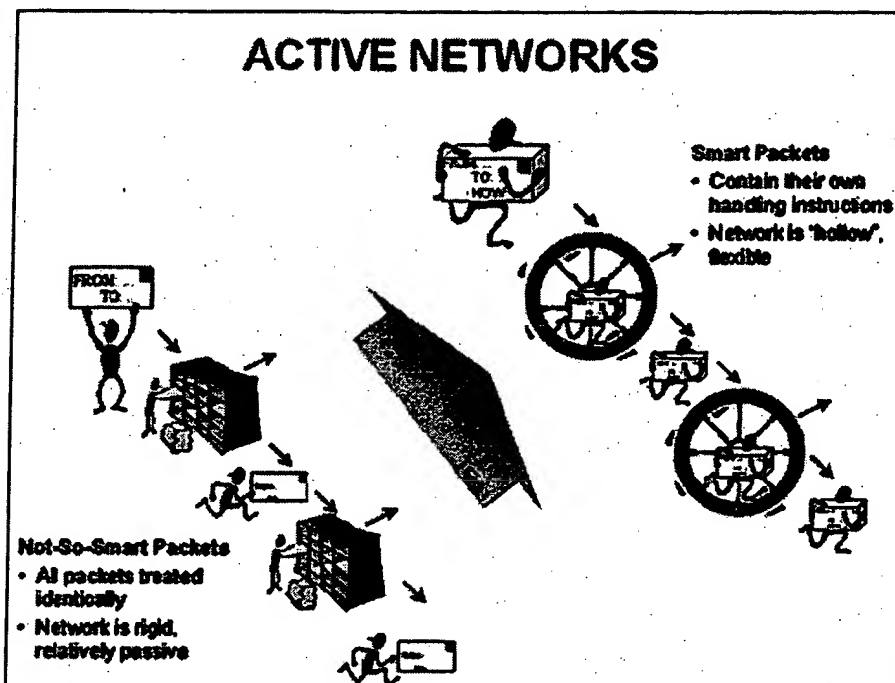 ACTIVE NETWORKS
FROM
TO:
HOW
Smart Packets
• Contain their own
handling instructions
• Network is "hollow",
flexible
FROM: ...
TO: ...
Not-So-Smart Packets
• All packets treated
identically
• Network is rigid,
relatively passive